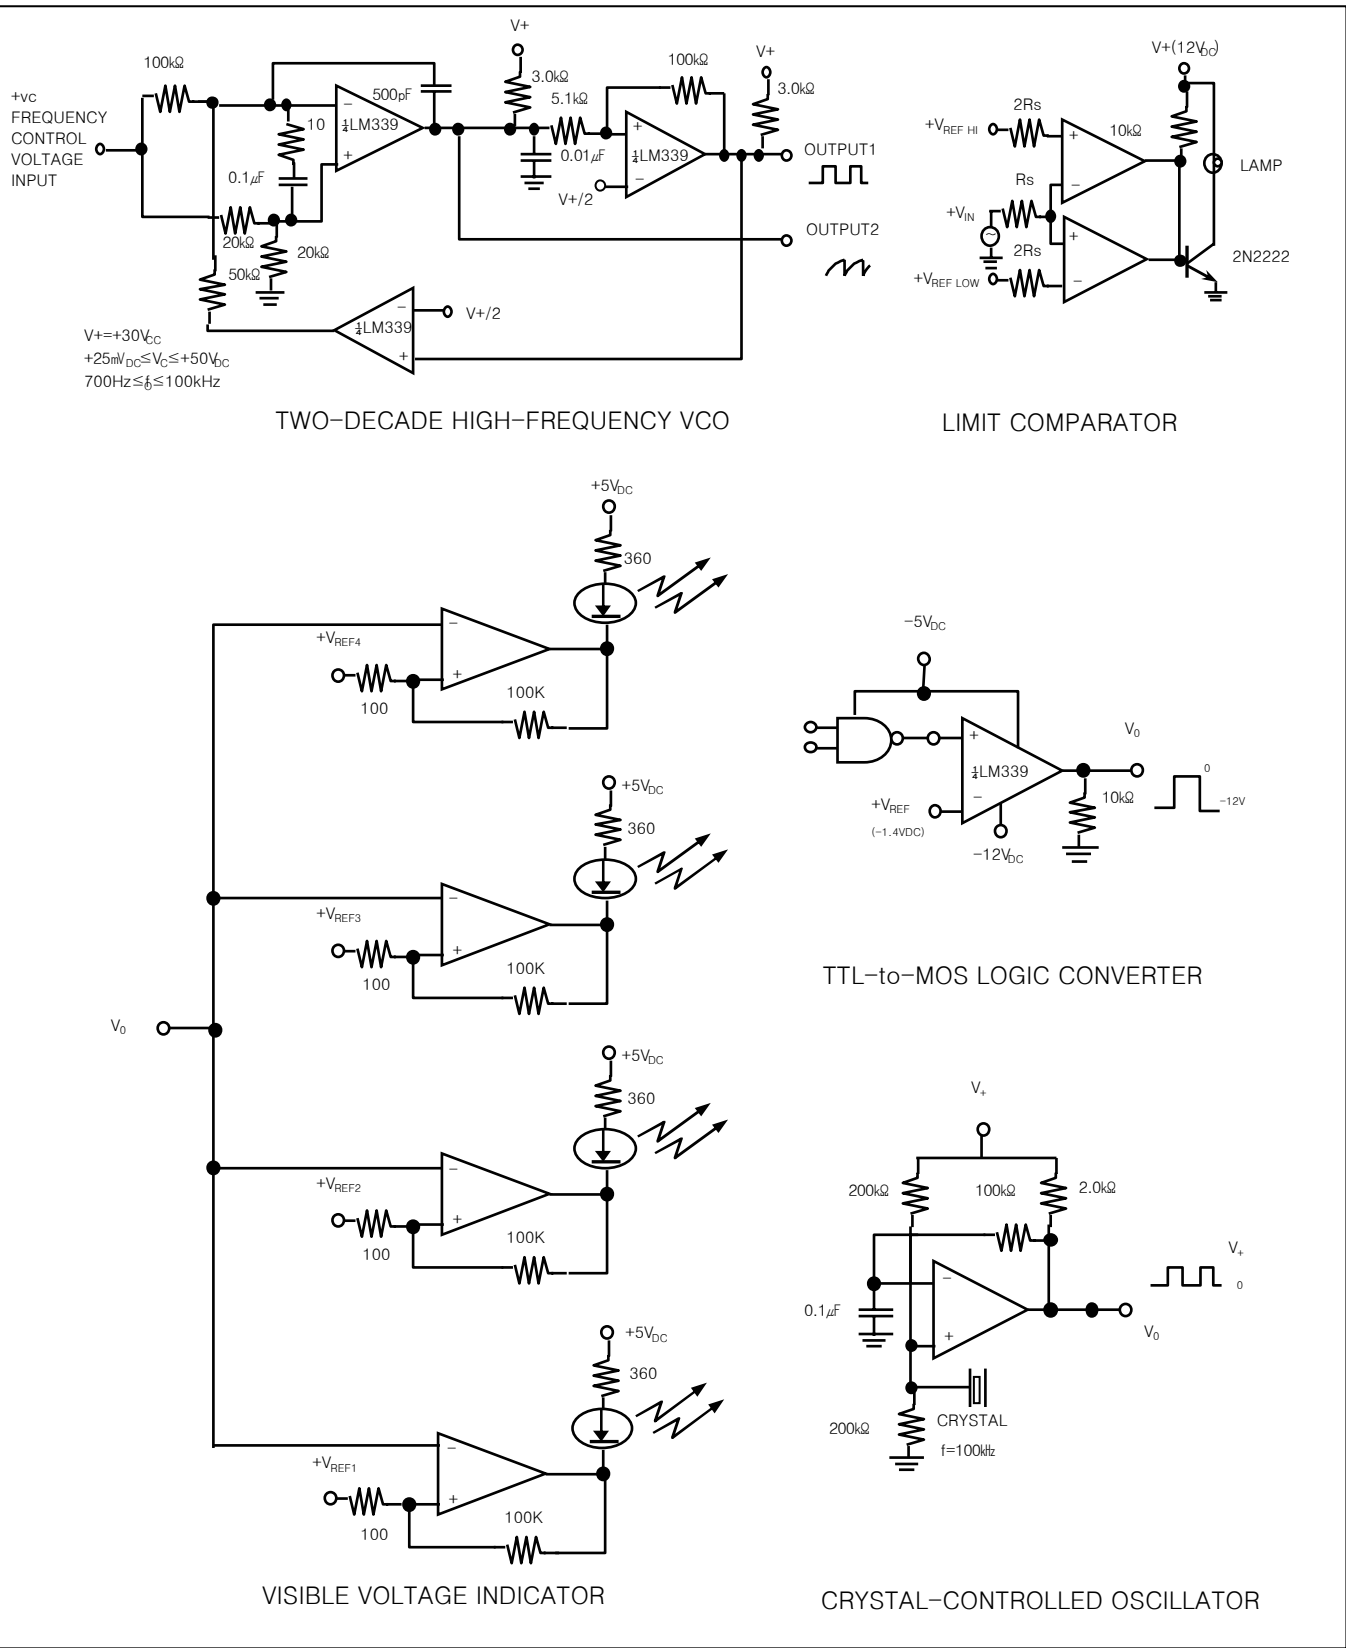 +vc
FREQUENCY
CONTROL
VOLTAGE
INPUT
100kΩ
500pF
10
¼LM339
−
+
0.1μF
20kΩ
20kΩ
50kΩ
V+
3.0kΩ
5.1kΩ
0.01μF
100kΩ
V+
3.0kΩ
+
¼LM339
−
V+/2
OUTPUT1
OUTPUT2
−
¼LM339
+
V+/2
V+=+30VCC
+25mVDC≤VC≤+50VDC
700Hz≤fO≤100kHz
TWO-DECADE HIGH-FREQUENCY VCO
V+(12VDC)
2Rs
+VREF HI
10kΩ
+
−
LAMP
Rs
+VIN
~
2Rs
+
−
+VREF LOW
2N2222
LIMIT COMPARATOR
+5VDC
360
+VREF4
−
+
100
100K
+5VDC
360
+VREF3
−
+
100
100K
V0
+5VDC
360
+VREF2
−
+
100
100K
+5VDC
360
+VREF1
−
+
100
100K
VISIBLE VOLTAGE INDICATOR
−5VDC
+
¼LM339
−
V0
0
−12V
10kΩ
+VREF
(−1.4VDC)
−12VDC
TTL-to-MOS LOGIC CONVERTER
V+
200kΩ
100kΩ
2.0kΩ
−
+
0.1μF
V+
0
V0
200kΩ
CRYSTAL
f=100kHz
CRYSTAL-CONTROLLED OSCILLATOR